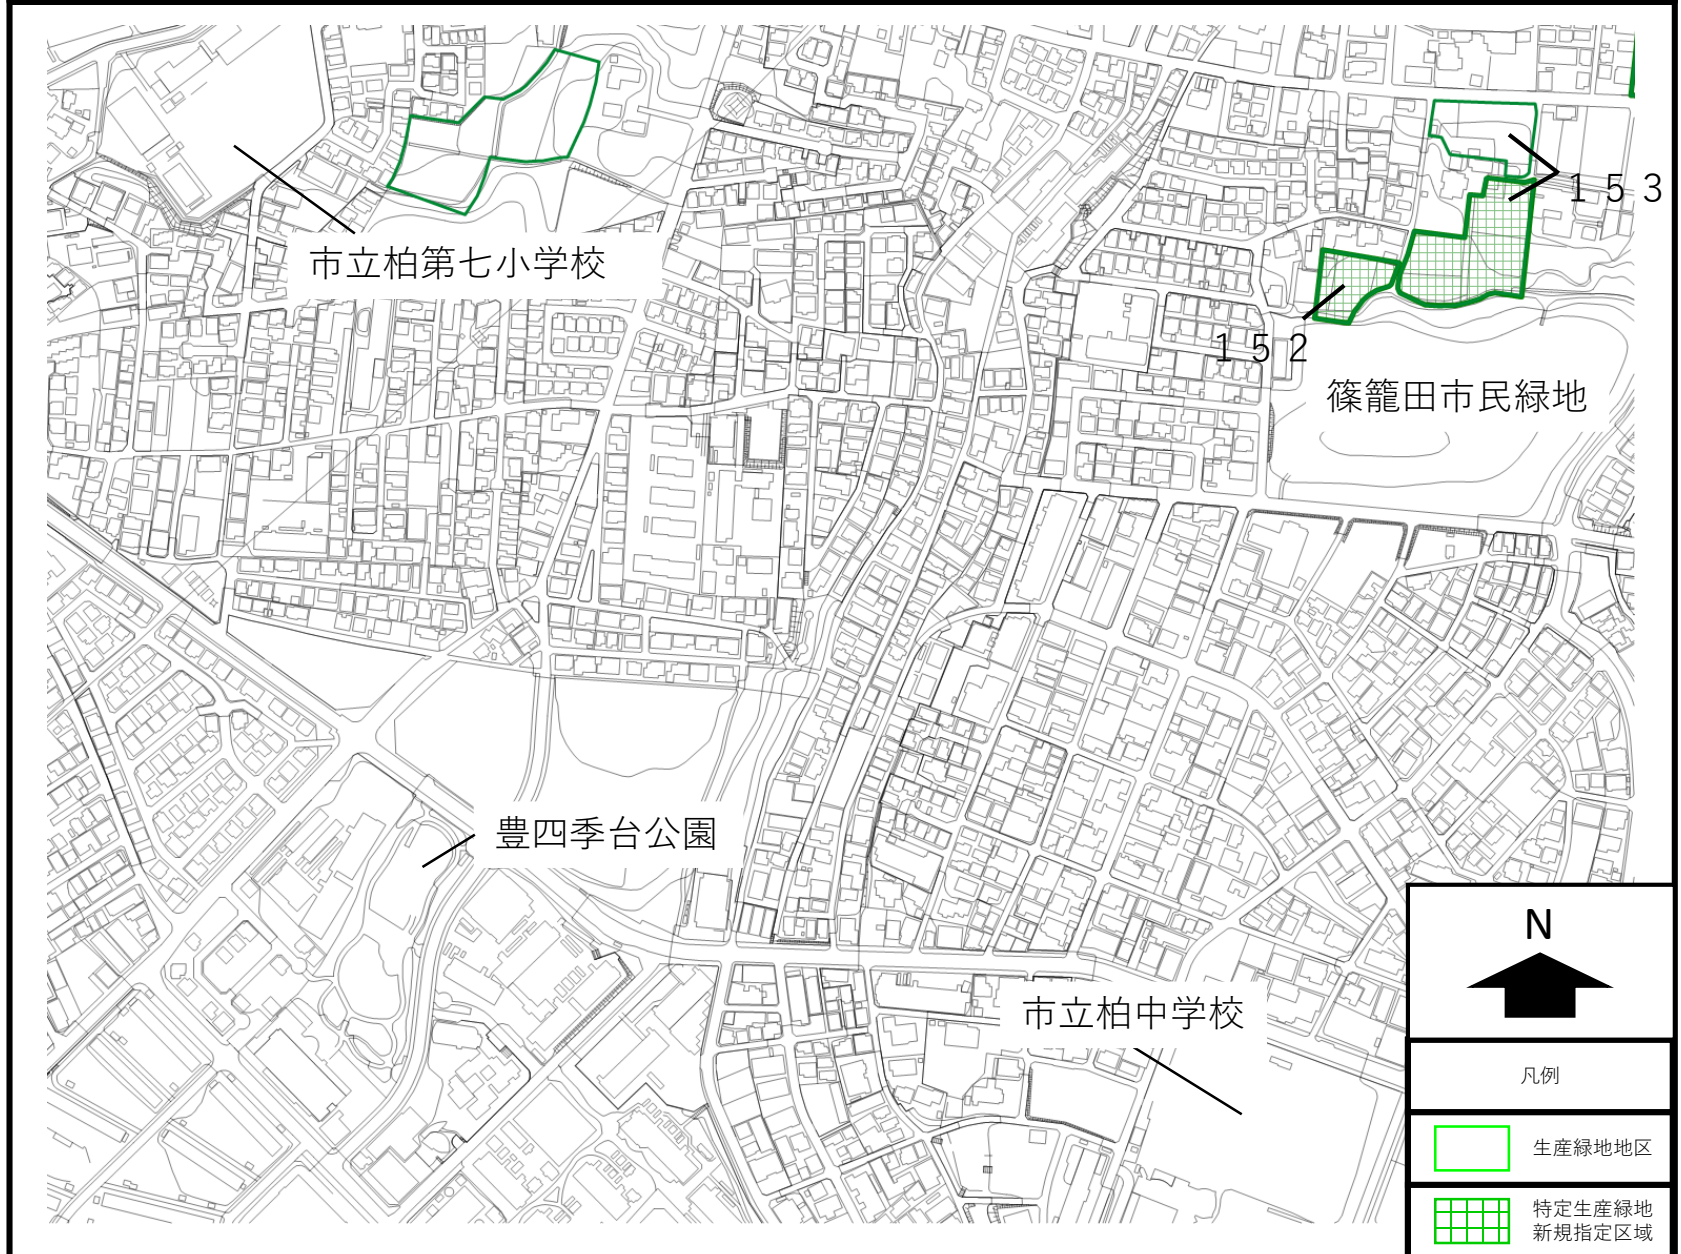 １５３
市立柏第七小学校
１５２
篠籠田市民緑地
豊四季台公園
N
市立柏中学校
凡例
生産緑地地区
特定生産緑地
新規指定区域